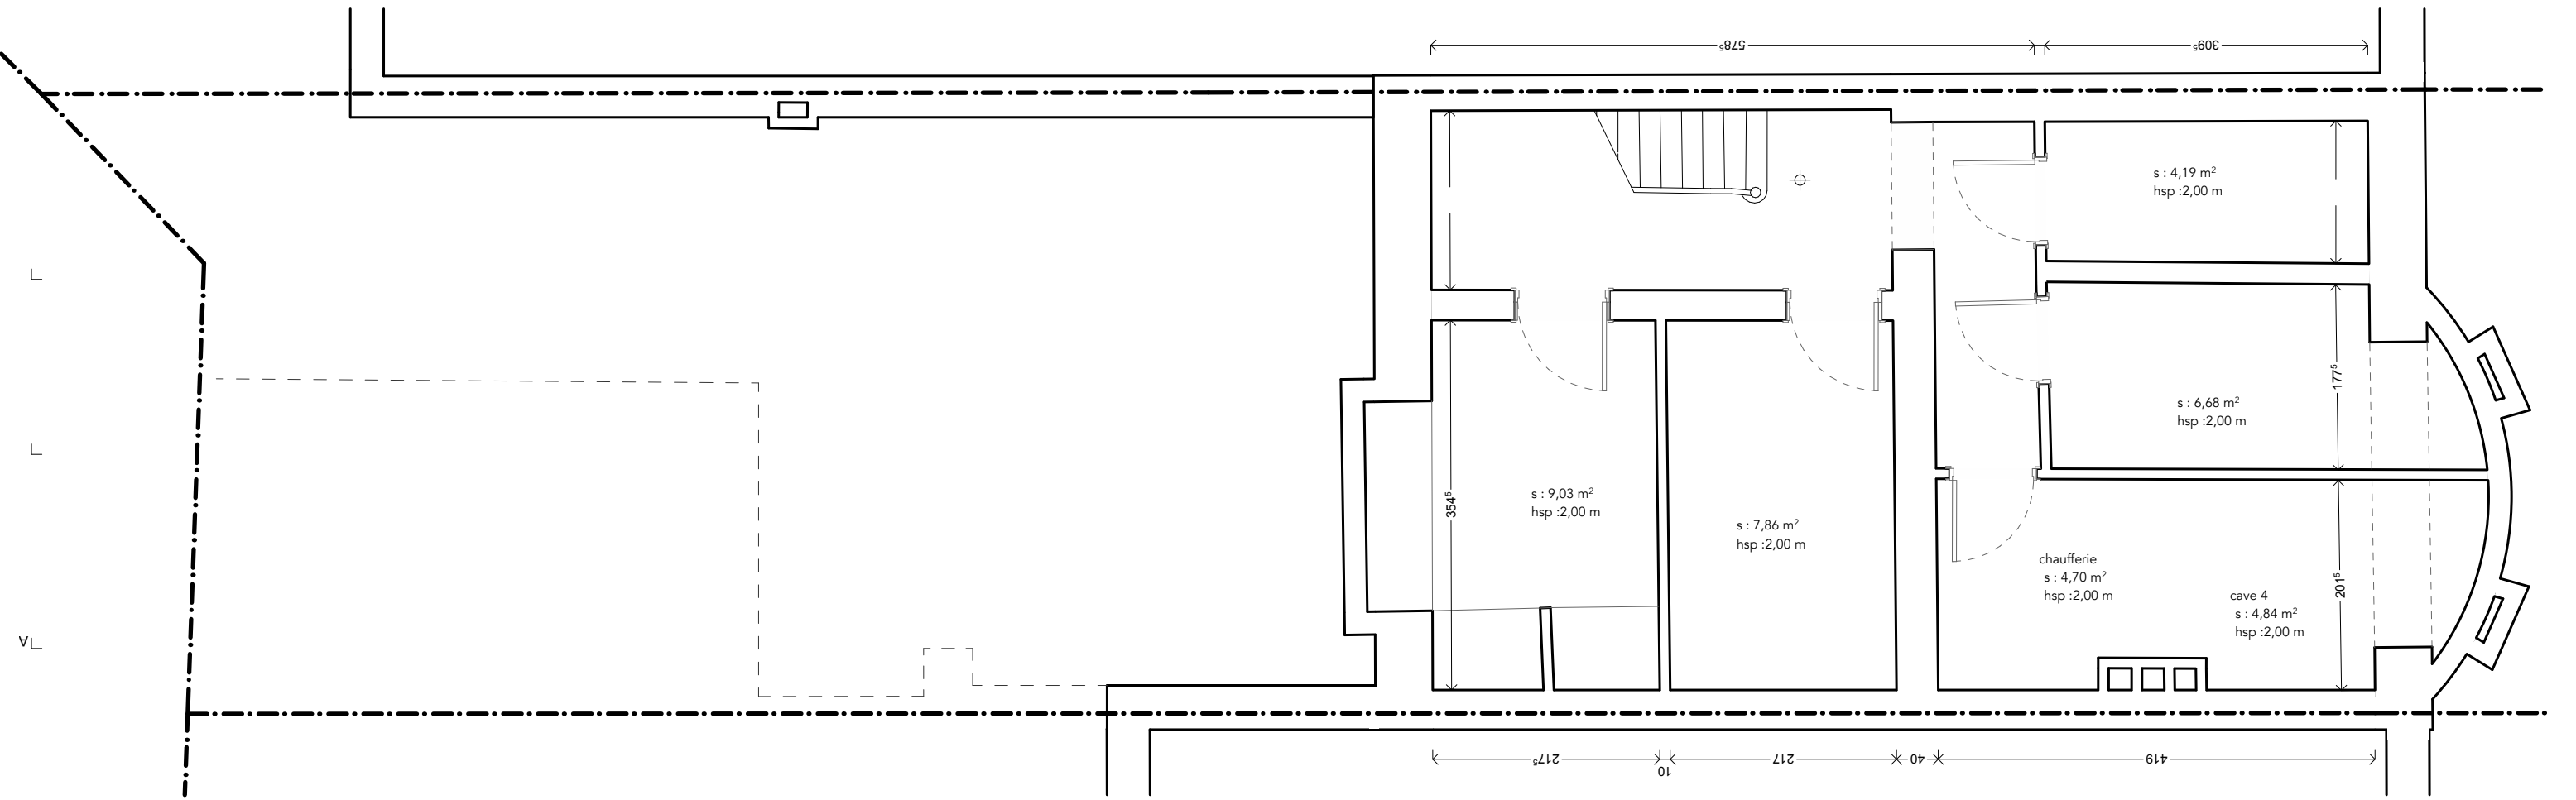 578⁵
309⁵
s : 4,19 m²
hsp :2,00 m
177⁵
s : 6,68 m²
hsp :2,00 m
s : 9,03 m²
hsp :2,00 m
354⁵
s : 7,86 m²
hsp :2,00 m
chaufferie
s : 4,70 m²
hsp :2,00 m
201⁵
cave 4
s : 4,84 m²
hsp :2,00 m
A
217⁵
10
217
40
419